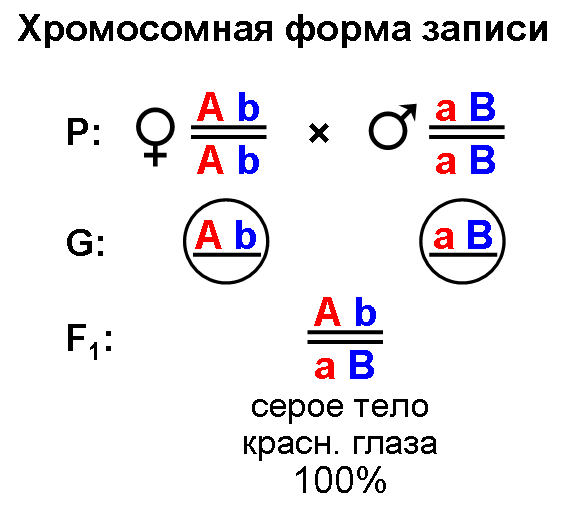 Хромосомная форма записи
A b a B
P: ♀ × ♂
A b a B
G: A b a B
A b
F₁:
a B
серое тело
красн. глаза
100%